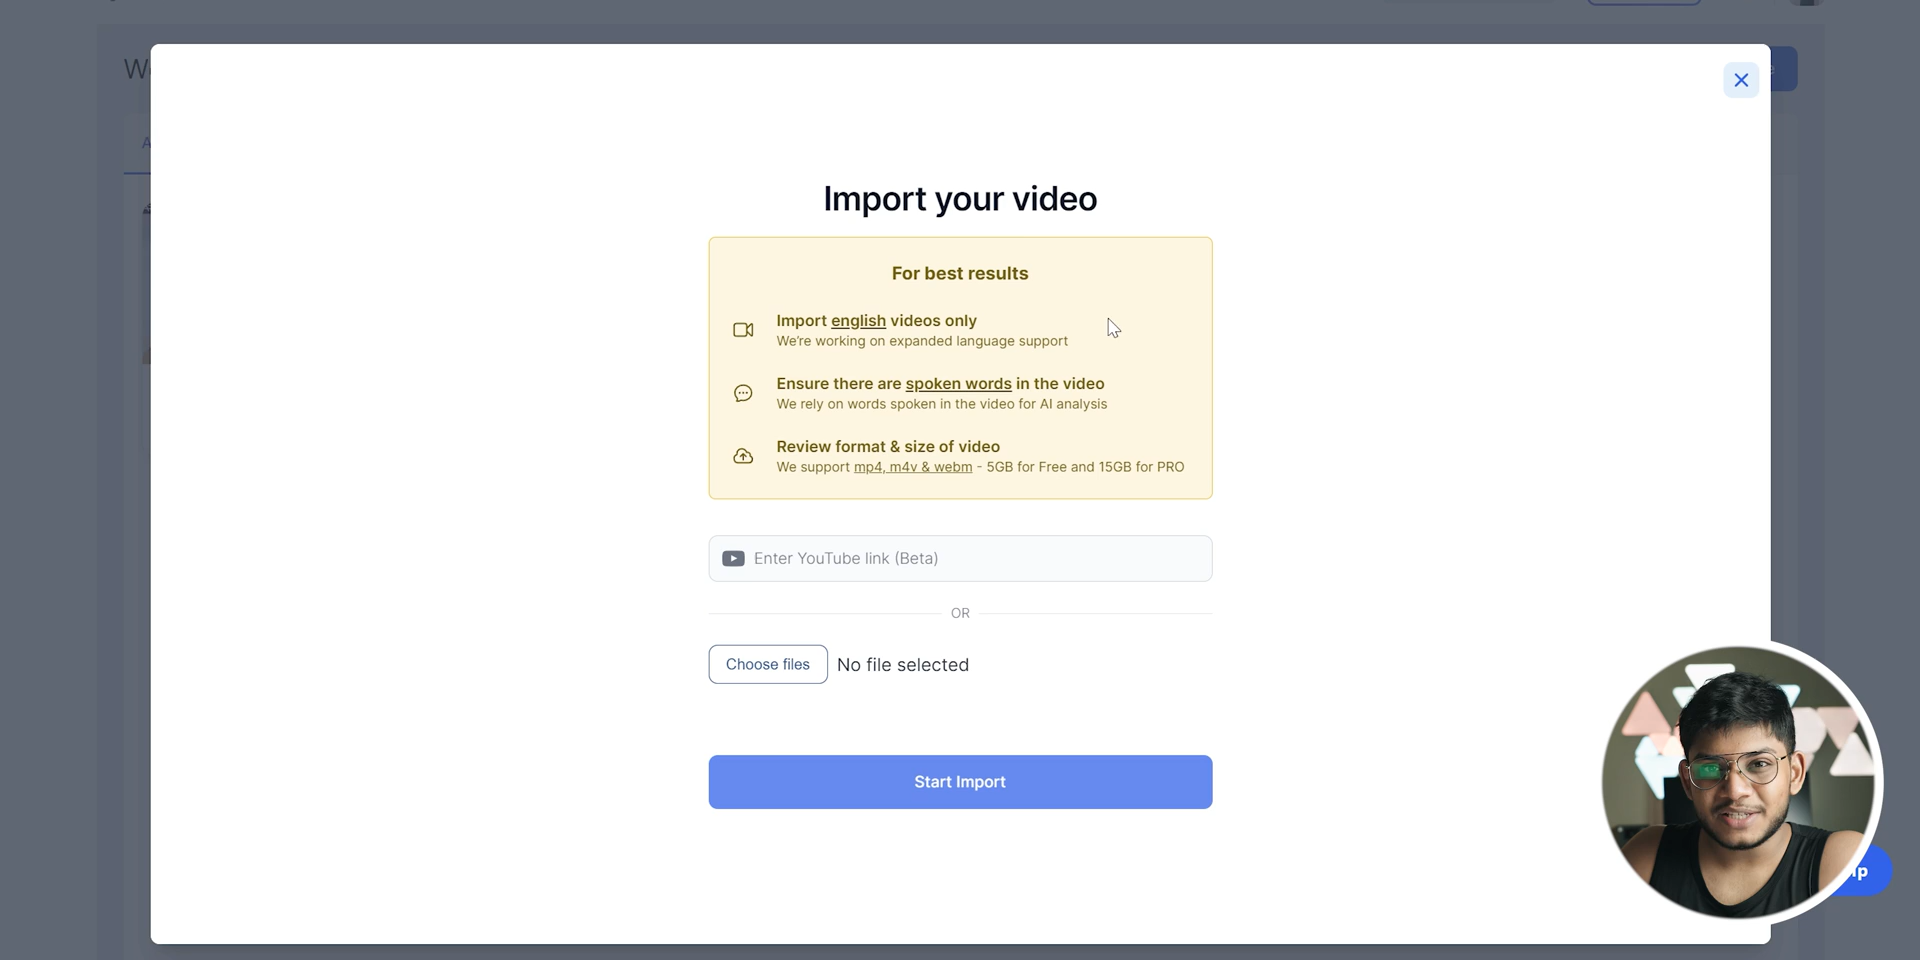 Import your video
For best results
Import english videos only
We're working on expanded language support
Ensure there are spoken words in the video
We rely on words spoken in the video for AI analysis
Review format & size of video
We support mp4, m4v & webm - 5GB for Free and 15GB for PRO
Enter YouTube link (Beta)
OR
Choose files
No file selected
Start Import